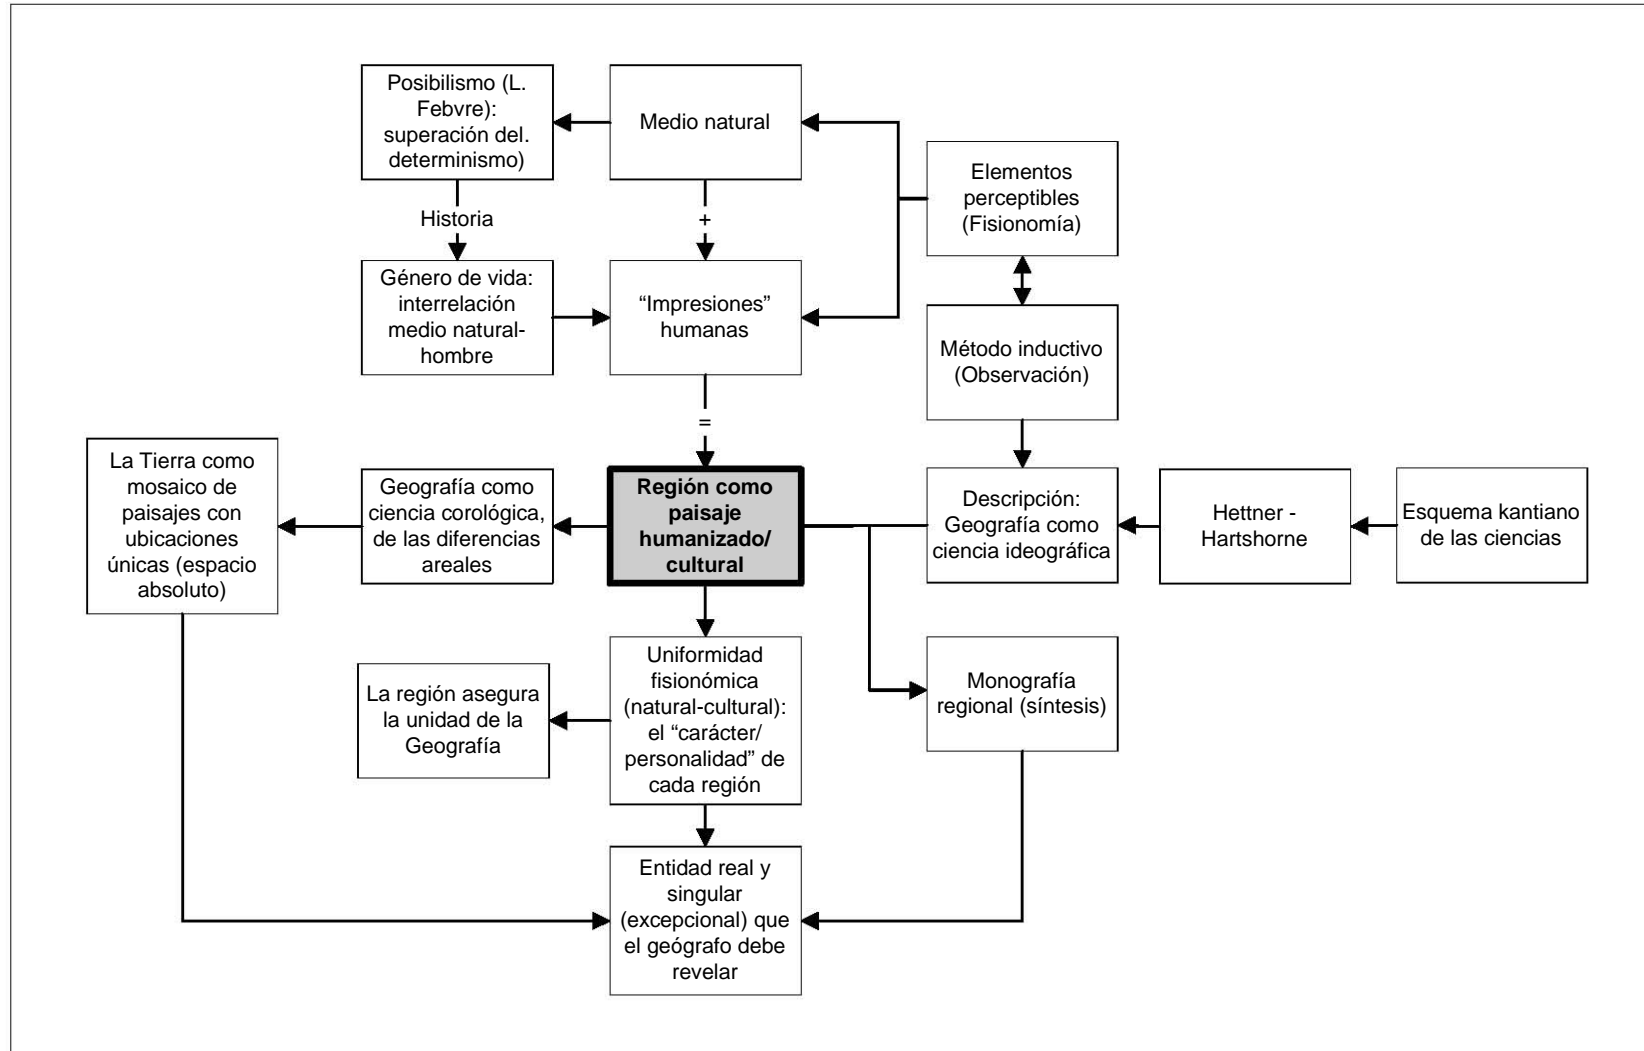 Posibilismo (L.
Febvre):
superación del.
determinismo)
Medio natural
Elementos
perceptibles
(Fisionomía)
Historia
+
Género de vida:
interrelación
medio natural-
hombre
“Impresiones”
humanas
Método inductivo
(Observación)
=
La Tierra como
mosaico de
paisajes con
ubicaciones
únicas (espacio
absoluto)
Geografía como
ciencia corológica,
de las diferencias
areales
Región como
paisaje
humanizado/
cultural
Descripción:
Geografía como
ciencia ideográfica
Hettner -
Hartshorne
Esquema kantiano
de las ciencias
La región asegura
la unidad de la
Geografía
Uniformidad
fisionómica
(natural-cultural):
el “carácter/
personalidad” de
cada región
Monografía
regional (síntesis)
Entidad real y
singular
(excepcional) que
el geógrafo debe
revelar